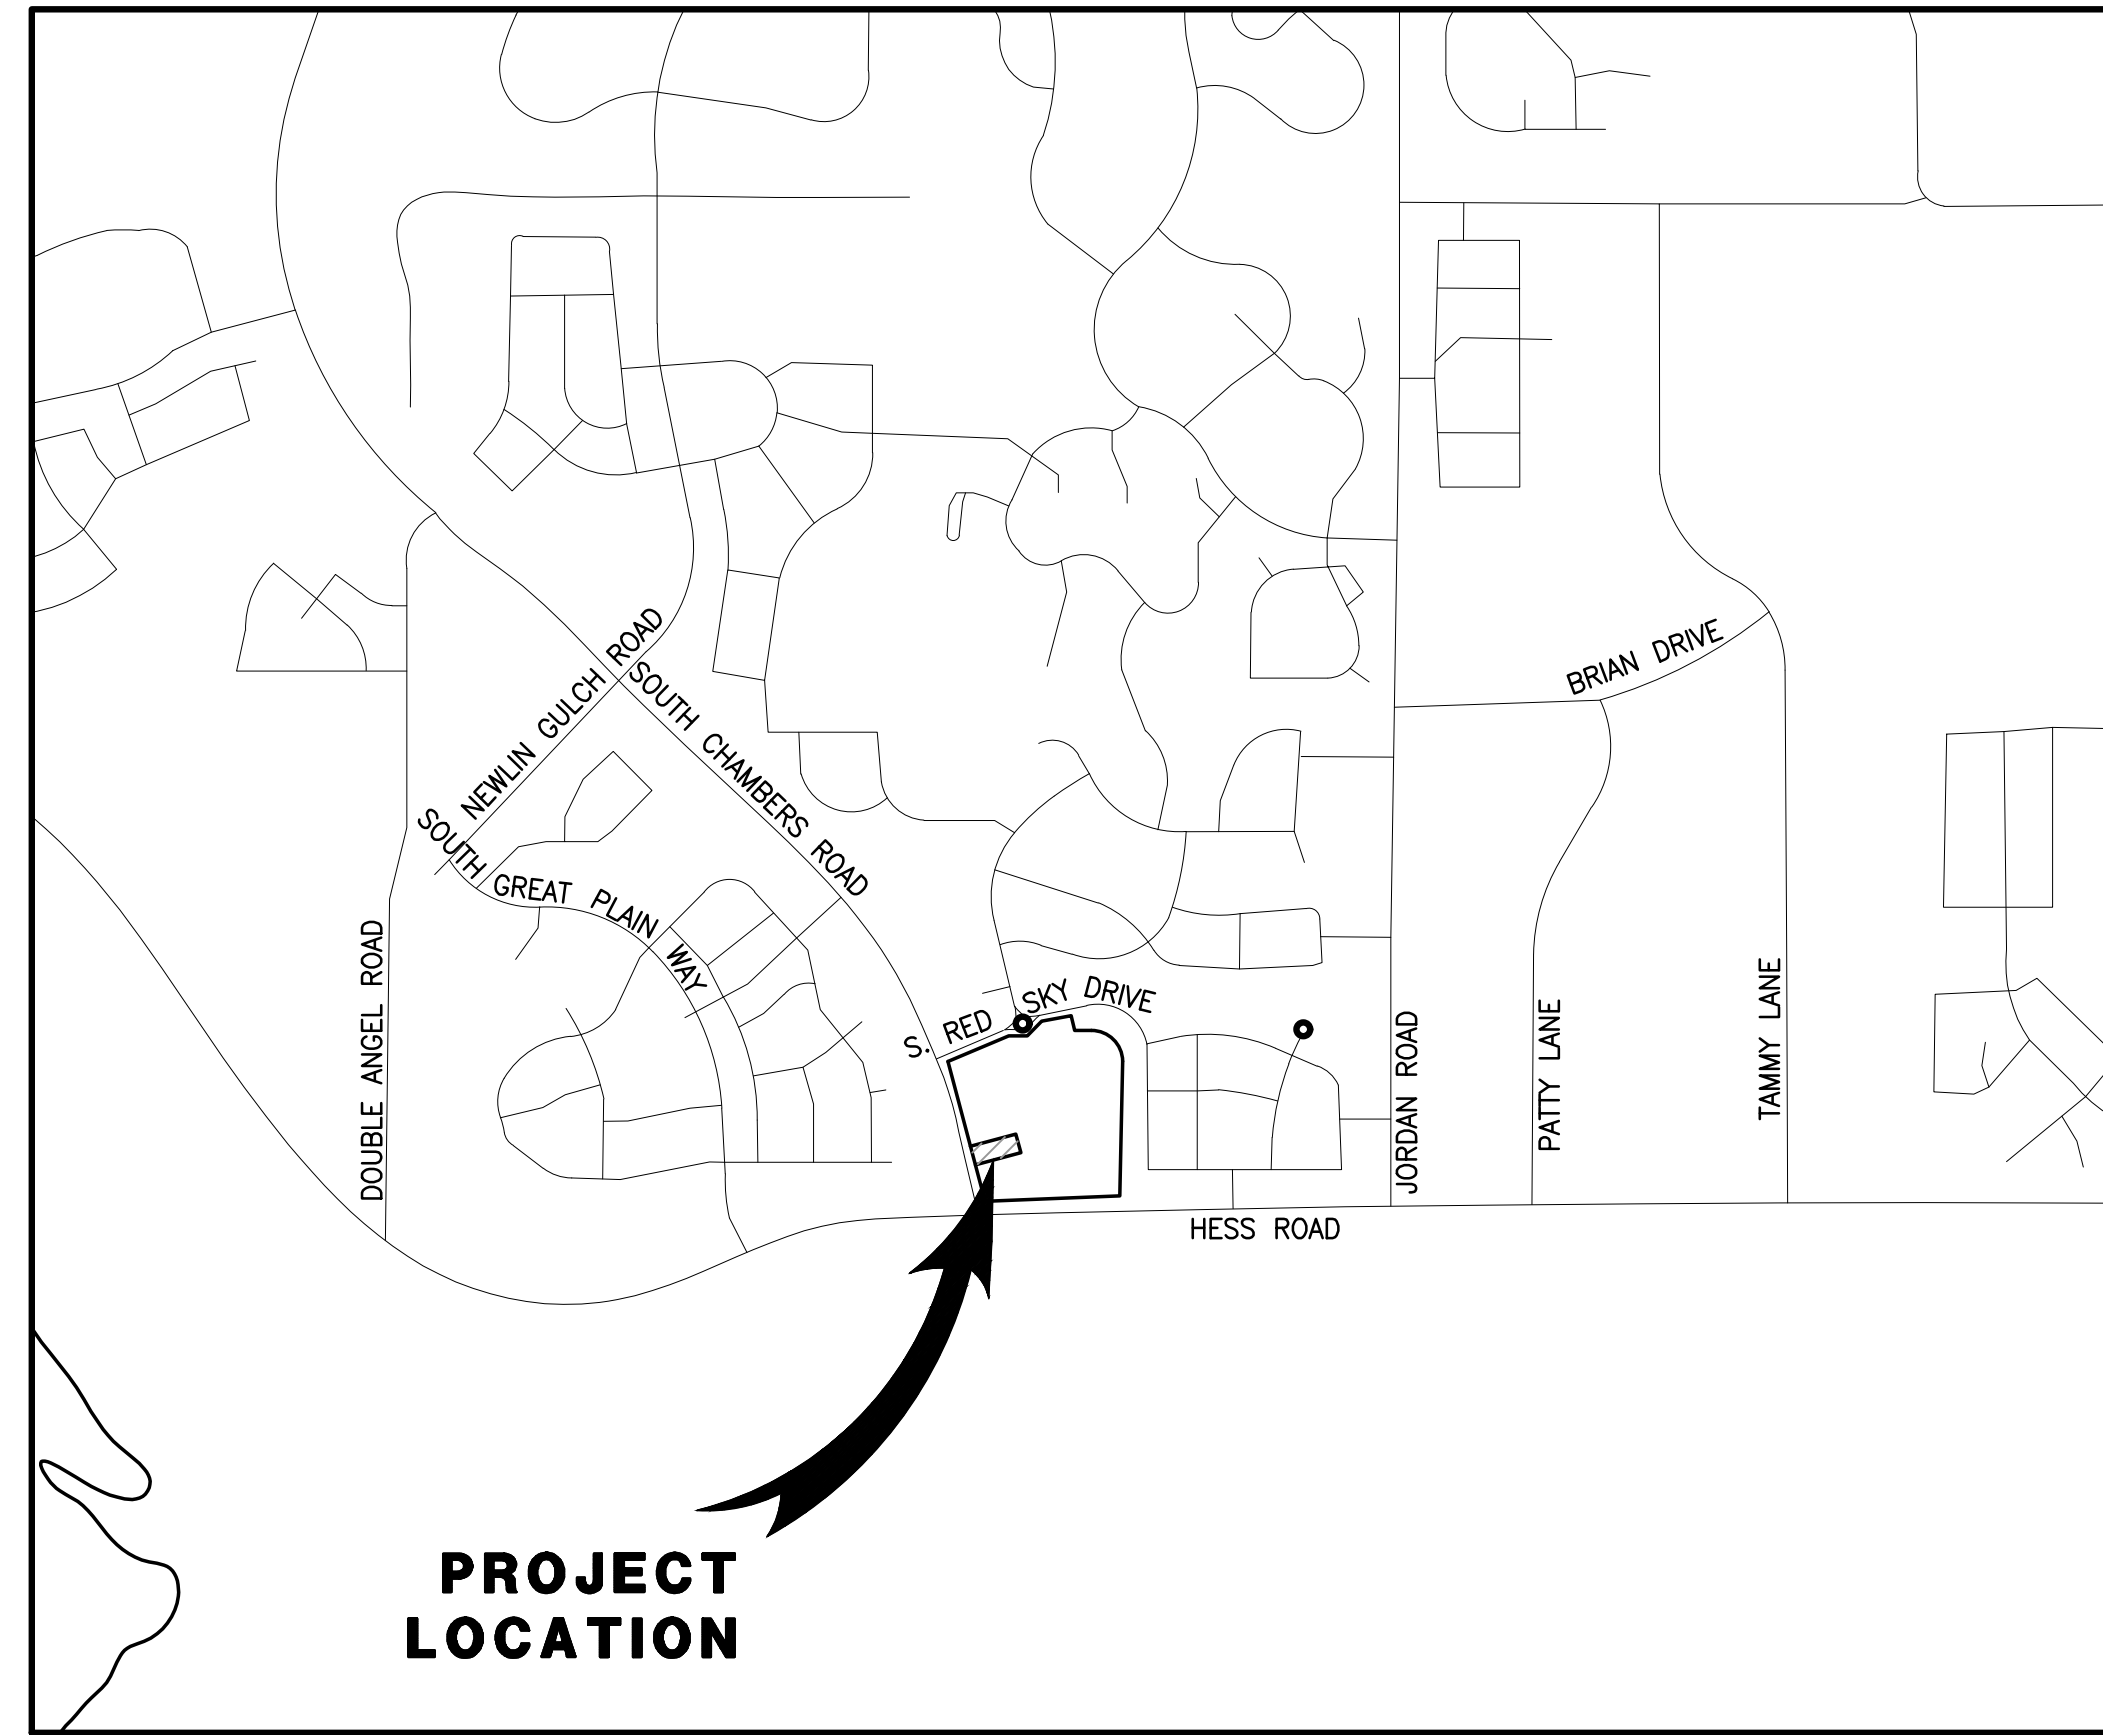 SOUTH NEWLIN GULCH ROAD
SOUTH CHAMBERS ROAD
BRIAN DRIVE
SOUTH GREAT PLAIN WAY
DOUBLE ANGEL ROAD
S. RED SKY DRIVE
JORDAN ROAD
PATTY LANE
TAMMY LANE
HESS ROAD
PROJECT
LOCATION